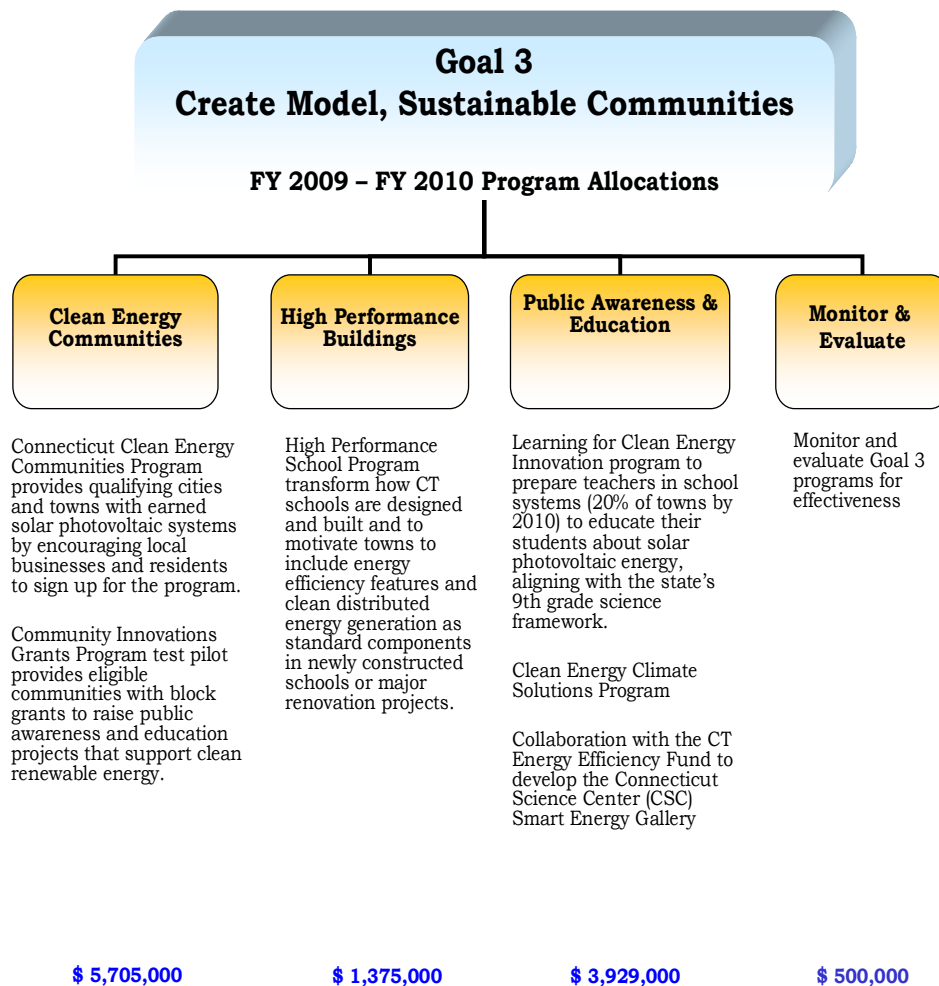 Goal 3
Create Model, Sustainable Communities
FY 2009 – FY 2010 Program Allocations
Clean Energy
Communities
High Performance
Buildings
Public Awareness &
Education
Monitor &
Evaluate
Connecticut Clean Energy
Communities Program
provides qualifying cities
and towns with earned
solar photovoltaic systems
by encouraging local
businesses and residents
to sign up for the program.
Community Innovations
Grants Program test pilot
provides eligible
communities with block
grants to raise public
awareness and education
projects that support clean
renewable energy.
High Performance
School Program
transform how CT
schools are designed
and built and to
motivate towns to
include energy
efficiency features and
clean distributed
energy generation as
standard components
in newly constructed
schools or major
renovation projects.
Learning for Clean Energy
Innovation program to
prepare teachers in school
systems (20% of towns by
2010) to educate their
students about solar
photovoltaic energy,
aligning with the state’s
9th grade science
framework.
Clean Energy Climate
Solutions Program
Collaboration with the CT
Energy Efficiency Fund to
develop the Connecticut
Science Center (CSC)
Smart Energy Gallery
Monitor and
evaluate Goal 3
programs for
effectiveness
$ 5,705,000
$ 1,375,000
$ 3,929,000
$ 500,000